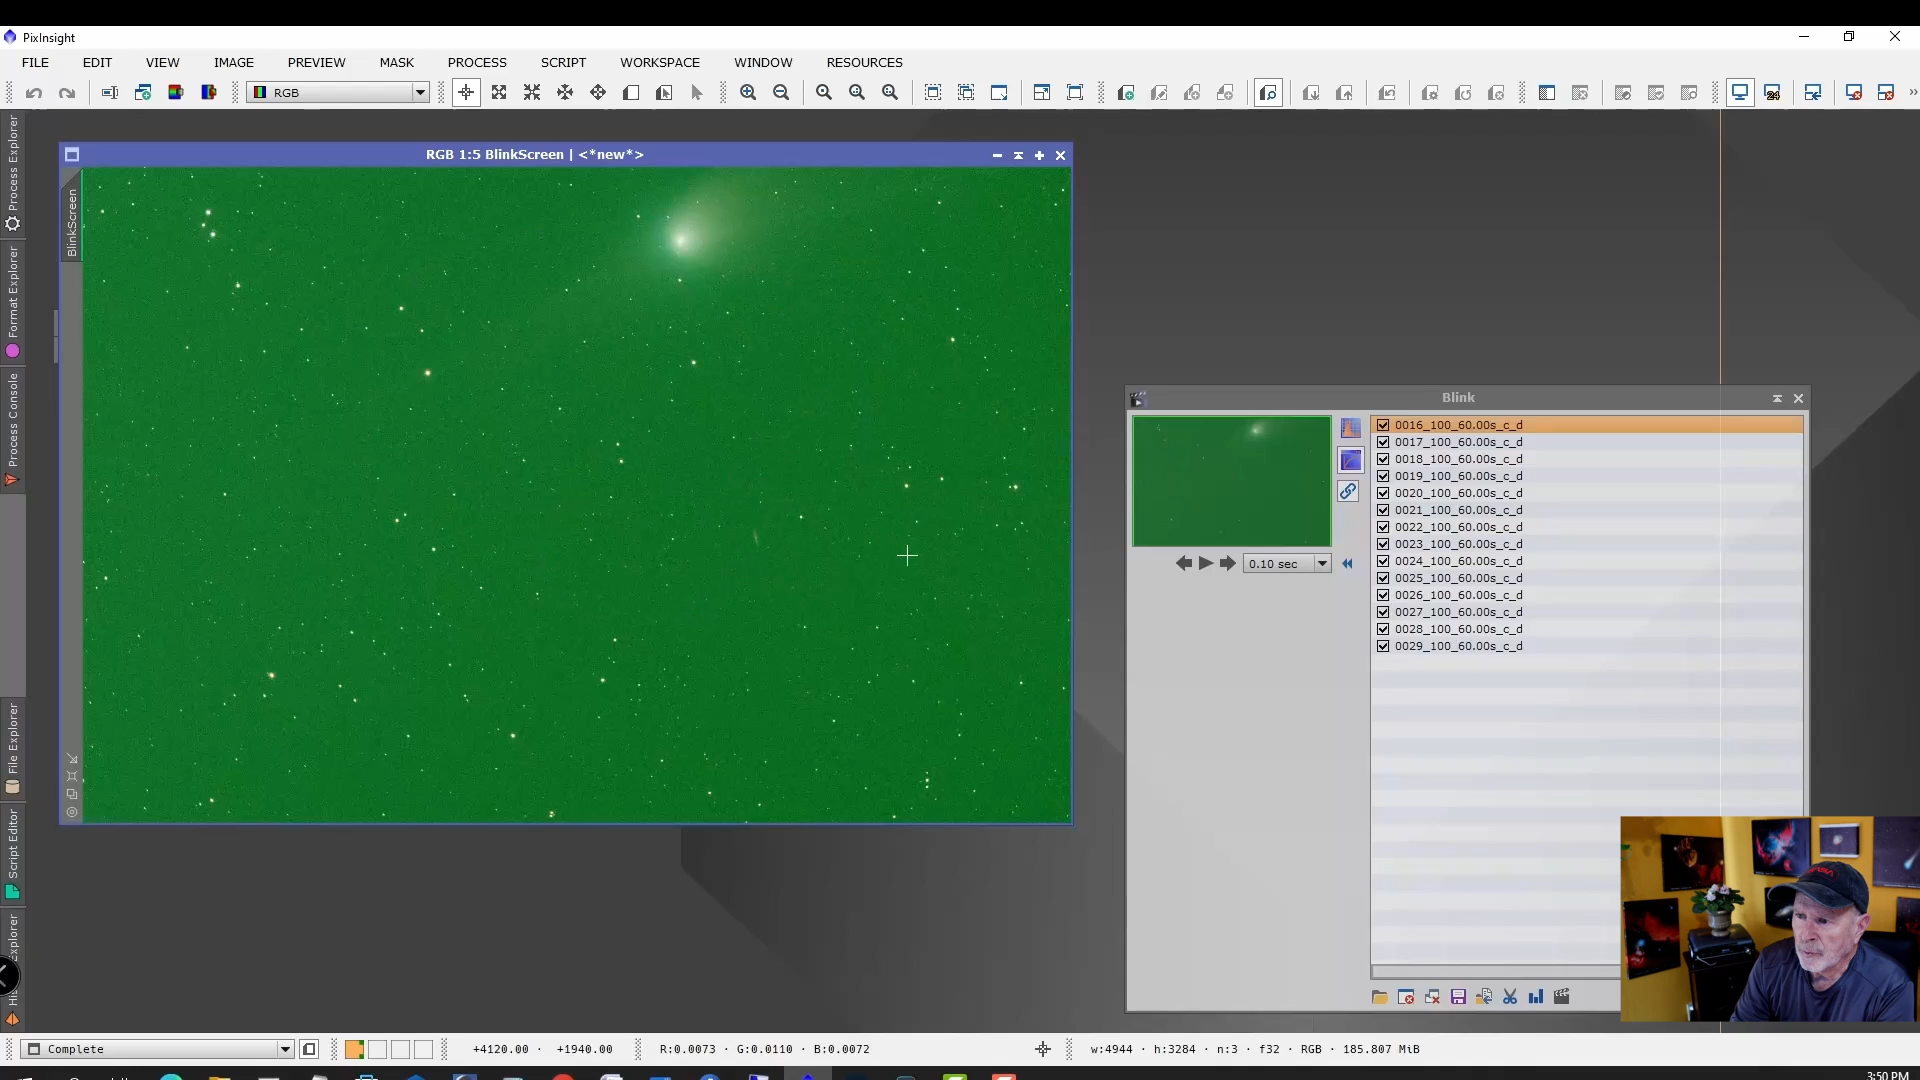 PixInsight
FILE EDIT VIEW IMAGE PREVIEW MASK PROCESS SCRIPT WORKSPACE WINDOW RESOURCES
RGB
24
Process Explorer
Format Explorer
Process Console
File Explorer
Script Editor
Explorer
RGB 1:5 BlinkScreen | <*new*>
BlinkScreen
Blink
0.10 sec
0016_100_60.00s_c_d
0017_100_60.00s_c_d
0018_100_60.00s_c_d
0019_100_60.00s_c_d
0020_100_60.00s_c_d
0021_100_60.00s_c_d
0022_100_60.00s_c_d
0023_100_60.00s_c_d
0024_100_60.00s_c_d
0025_100_60.00s_c_d
0026_100_60.00s_c_d
0027_100_60.00s_c_d
0028_100_60.00s_c_d
0029_100_60.00s_c_d
Complete
+4120.00 · +1940.00
R:0.0073 · G:0.0110 · B:0.0072
w:4944 · h:3284 · n:3 · f32 · RGB · 185.807 MiB
3:50 PM